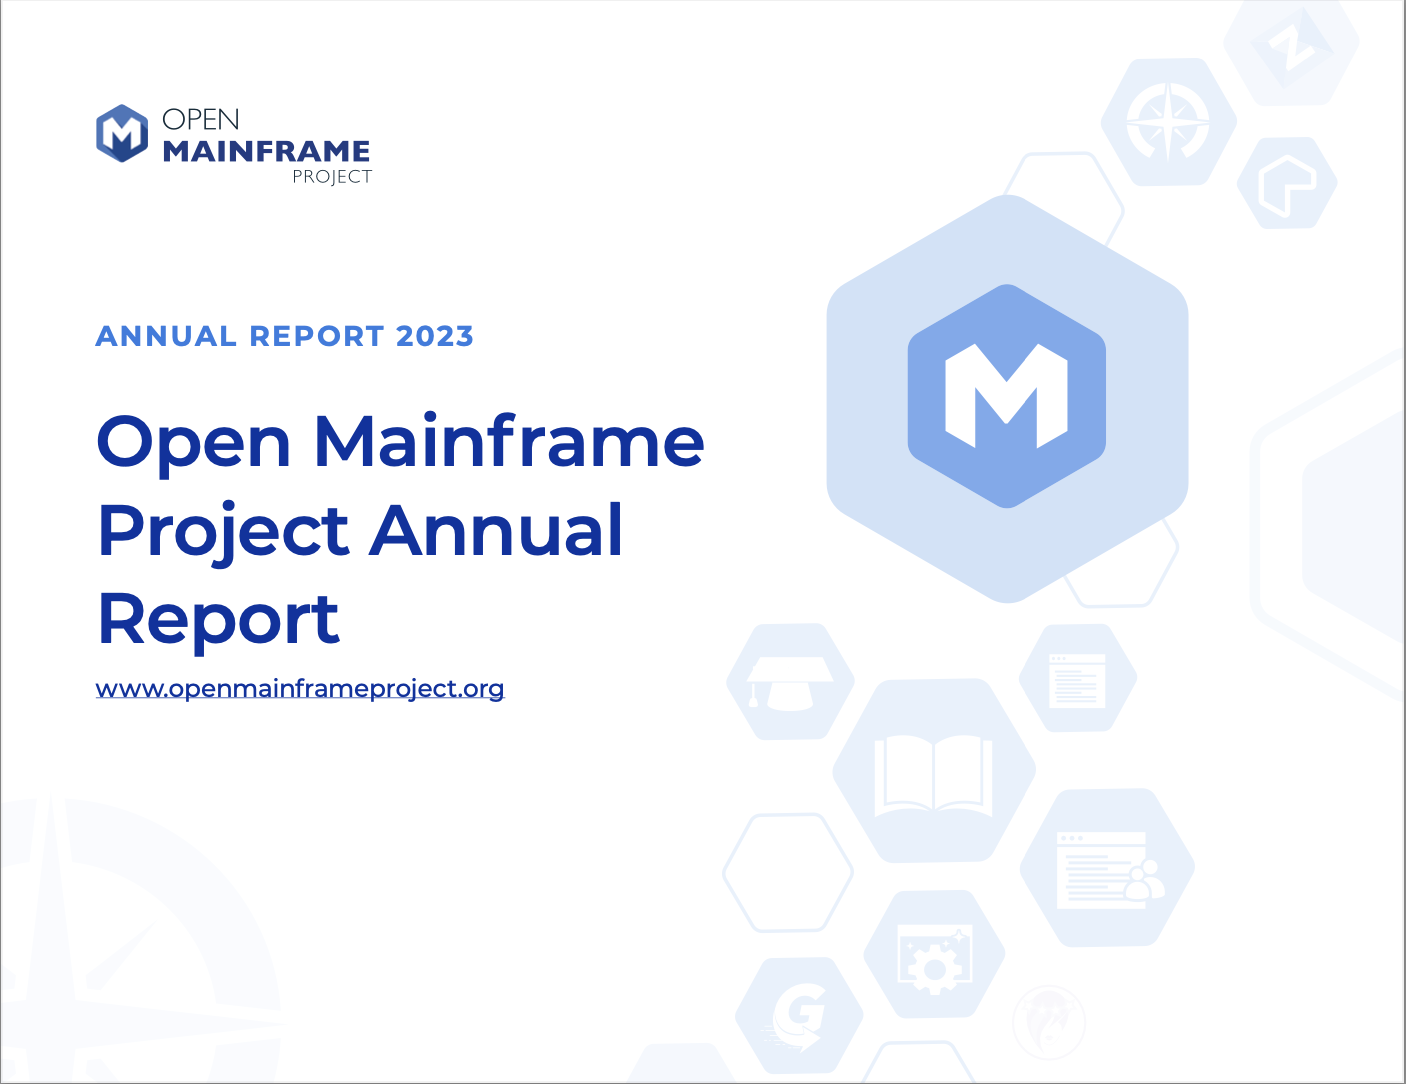 OPEN
MAINFRAME
PROJECT
ANNUAL REPORT 2023
Open Mainframe
Project Annual
Report
www.openmainframeproject.org
M
M
Z
G